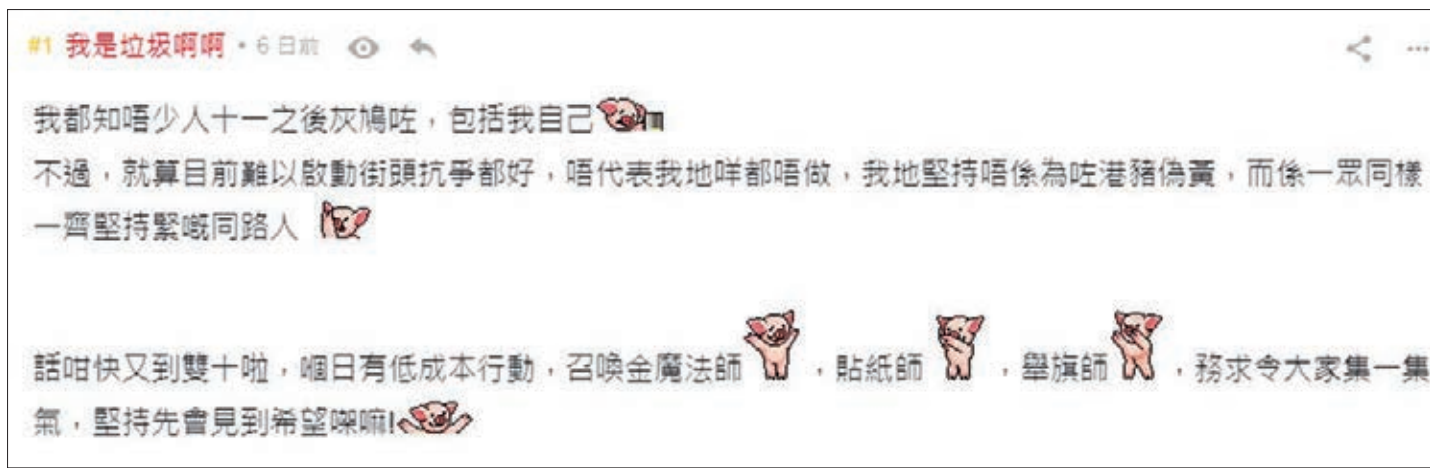 #1 我是垃圾啊啊 • 6 日前
我都知唔少人十一之後灰鳩咗，包括我自己
不過，就算目前難以啟動街頭抗爭都好，唔代表我地咩都唔做，我地堅持唔係為咗港豬偽黃，而係一眾同樣
一齊堅持緊嘅同路人
話咁快又到雙十啦，嗰日有低成本行動，召喚金魔法師，貼紙師，舉旗師，務求令大家集一集
氣，堅持先會見到希望㗎嘛!